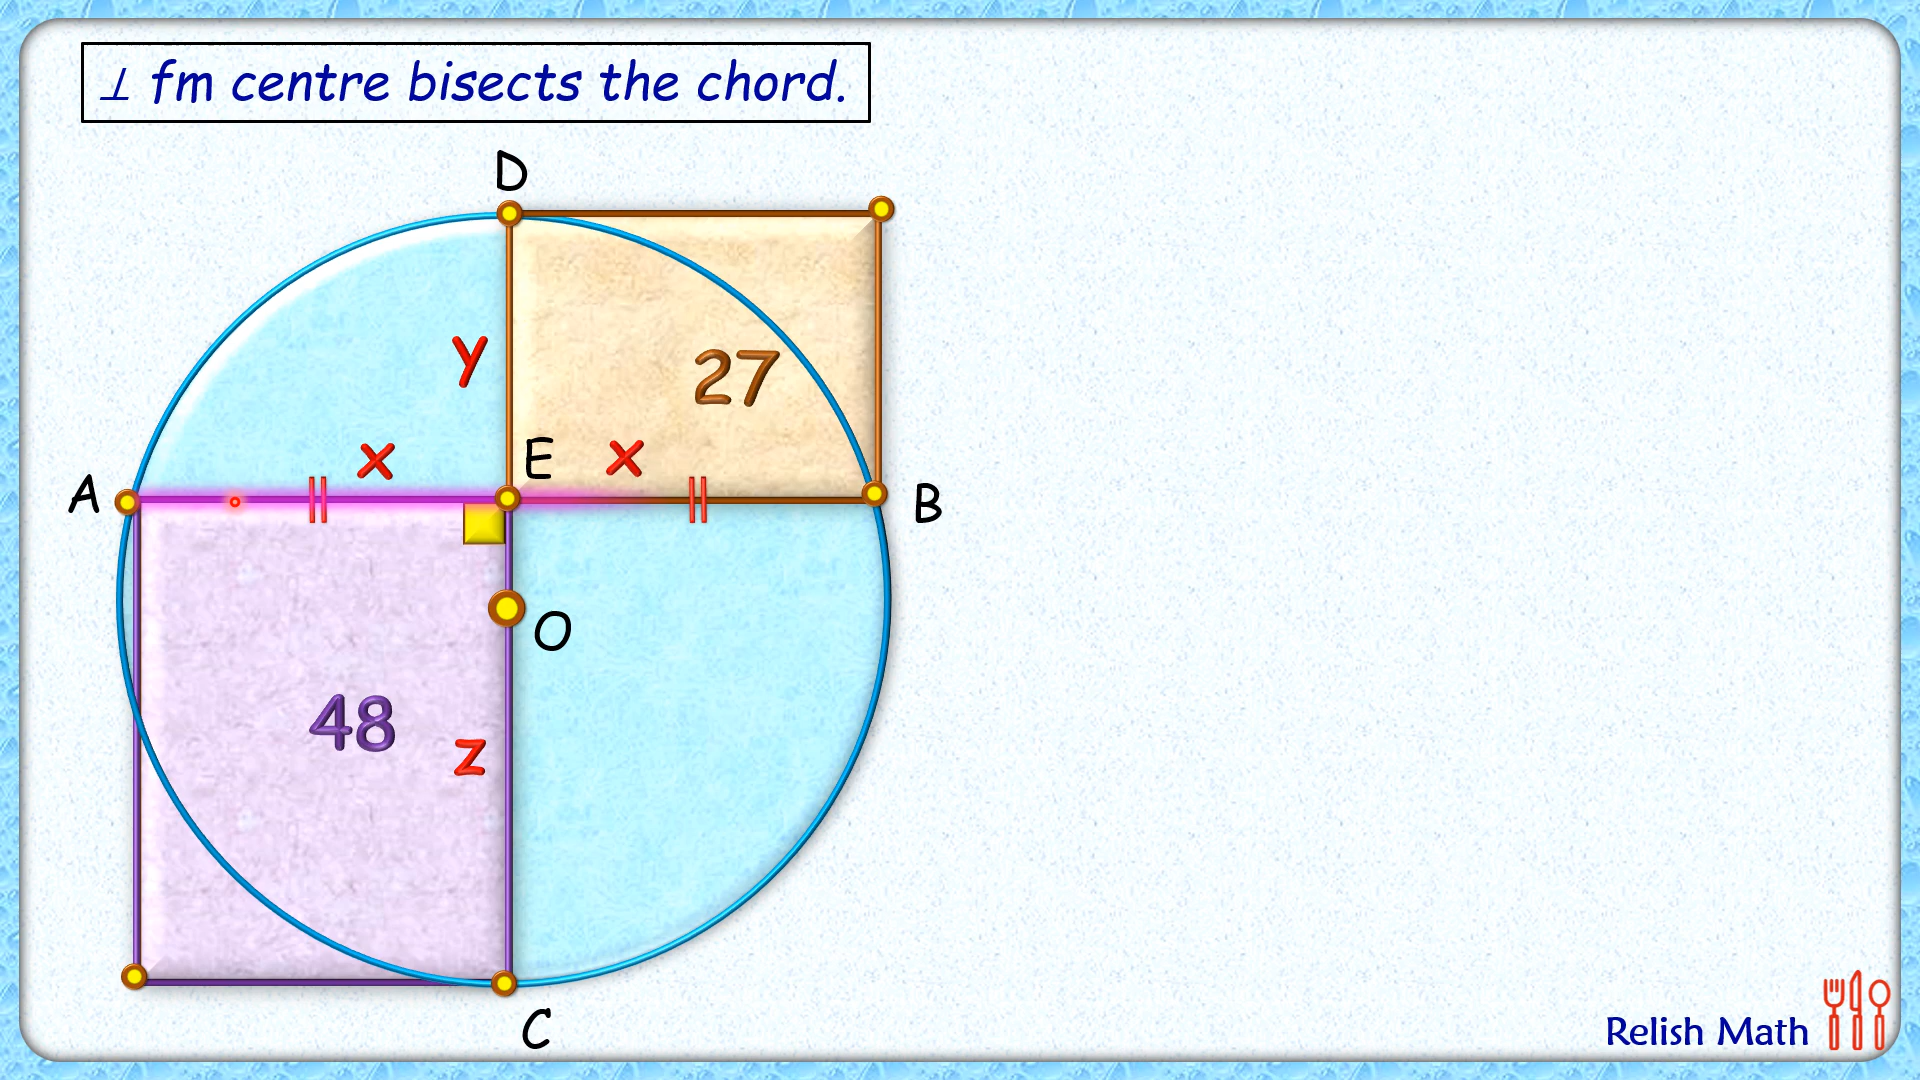 ⊥ fm centre bisects the chord.
D
y
27
x
E
x
A
B
O
48
z
C
Relish Math